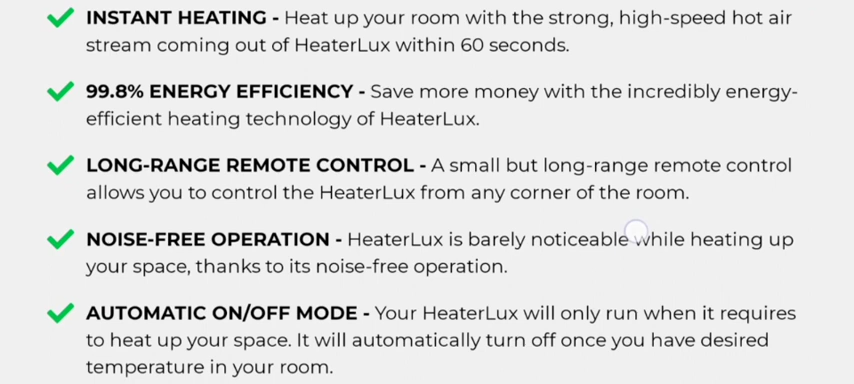 INSTANT HEATING - Heat up your room with the strong, high-speed hot air
stream coming out of HeaterLux within 60 seconds.
99.8% ENERGY EFFICIENCY - Save more money with the incredibly energy-
efficient heating technology of HeaterLux.
LONG-RANGE REMOTE CONTROL - A small but long-range remote control
allows you to control the HeaterLux from any corner of the room.
NOISE-FREE OPERATION - HeaterLux is barely noticeable while heating up
your space, thanks to its noise-free operation.
AUTOMATIC ON/OFF MODE - Your HeaterLux will only run when it requires
to heat up your space. It will automatically turn off once you have desired
temperature in your room.